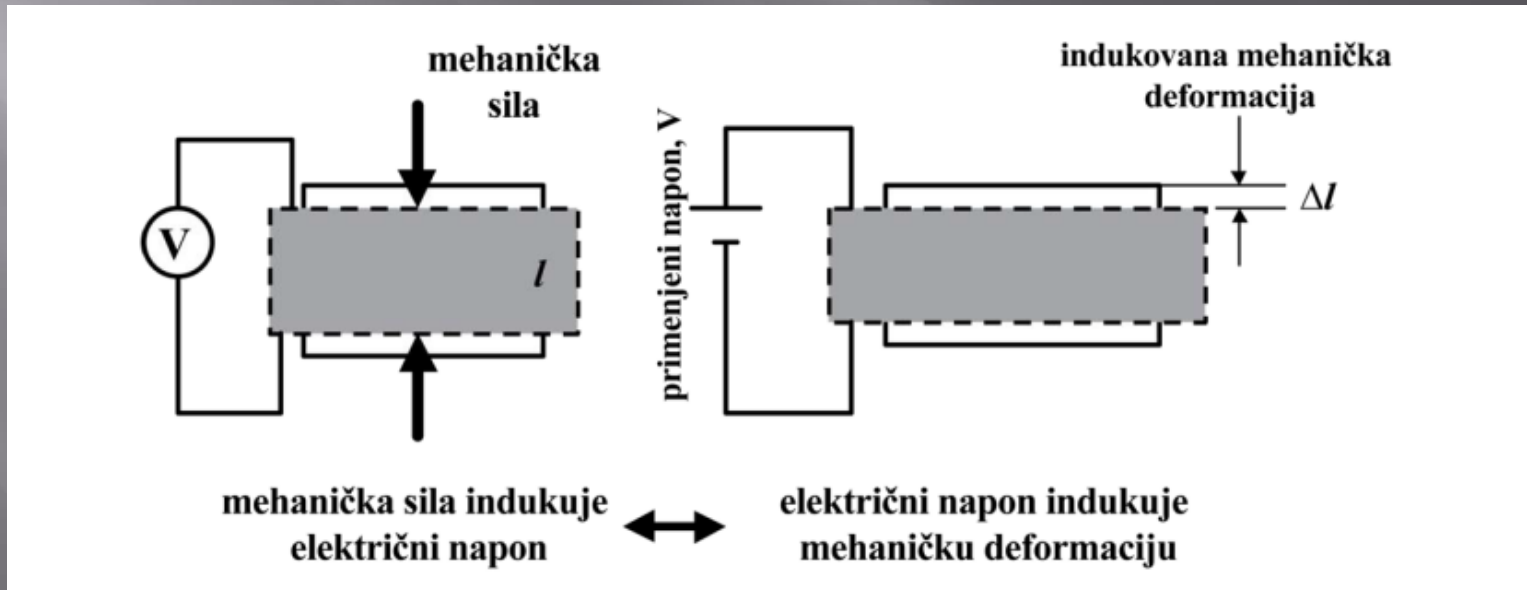 mehanička
sila
V
l
mehanička sila indukuje
električni napon
primenjeni napon, V
indukovana mehanička
deformacija
Δl
električni napon indukuje
mehaničku deformaciju